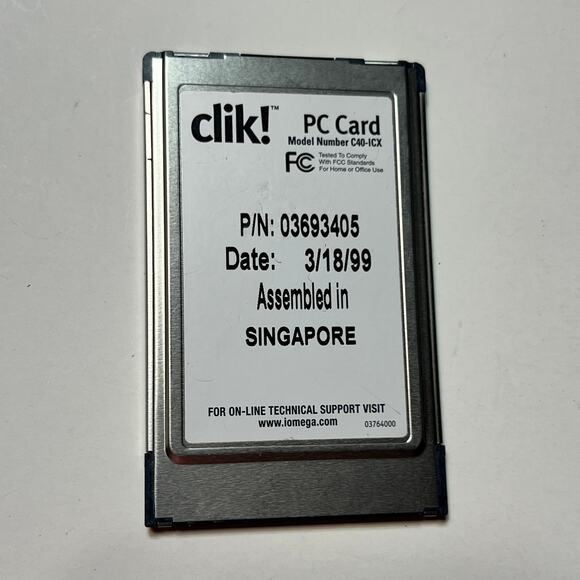 clik!™
PC Card
Model Number C40-ICX
FC Tested To Comply
With FCC Standards
For Home or Office Use
P/N: 03693405
Date: 3/18/99
Assembled in
SINGAPORE
FOR ON-LINE TECHNICAL SUPPORT VISIT
www.iomega.com
03764000